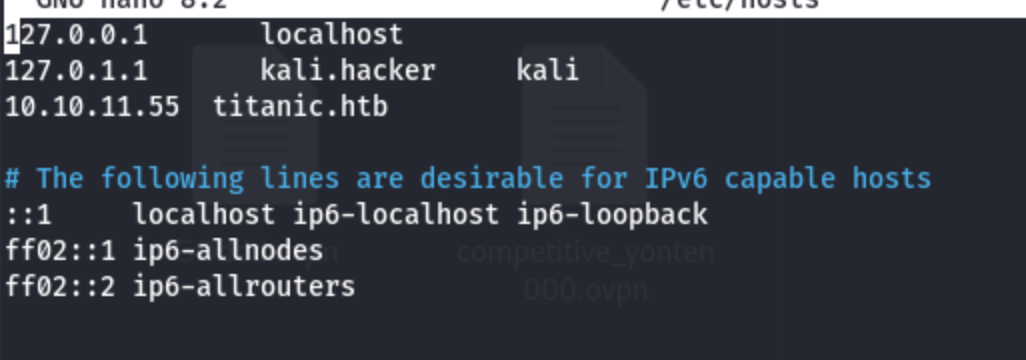 GNU nano 8.2 /etc/hosts
127.0.0.1 localhost
127.0.1.1 kali.hacker kali
10.10.11.55 titanic.htb
# The following lines are desirable for IPv6 capable hosts
::1 localhost ip6-localhost ip6-loopback
ff02::1 ip6-allnodes
ff02::2 ip6-allrouters
competitive_yonten
000.ovpn